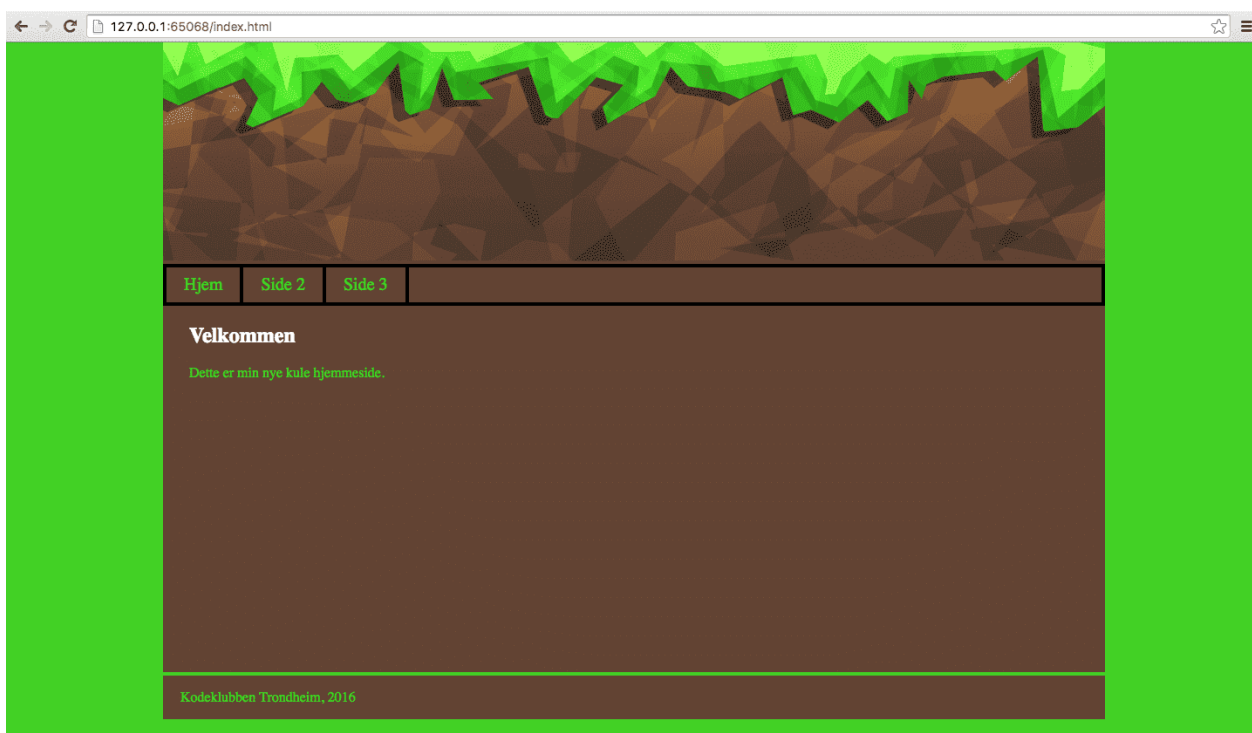 127.0.0.1:65068/index.html
Hjem Side 2 Side 3
Velkommen
Dette er min nye kule hjemmeside.
Kodeklubben Trondheim, 2016